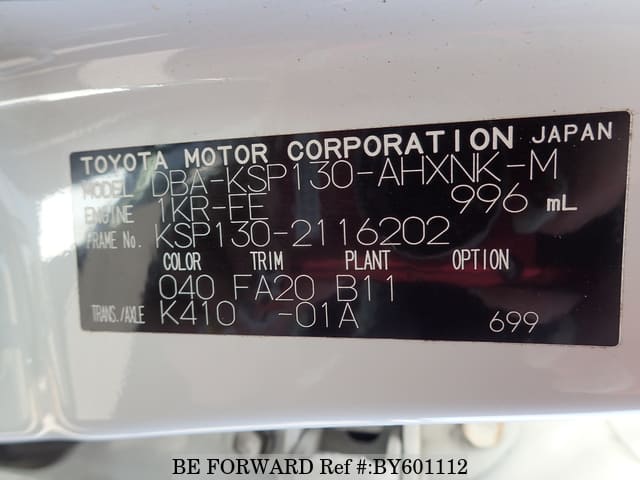 TOYOTA MOTOR CORPORATION JAPAN
MODEL DBA-KSP130-AHXNK-M
ENGINE 1KR-FE 996 mL
FRAME No. KSP130-2116202
COLOR TRIM PLANT OPTION
040 FA20 B11
TRANS./AXLE K410 -01A 699
BE FORWARD Ref #:BY601112